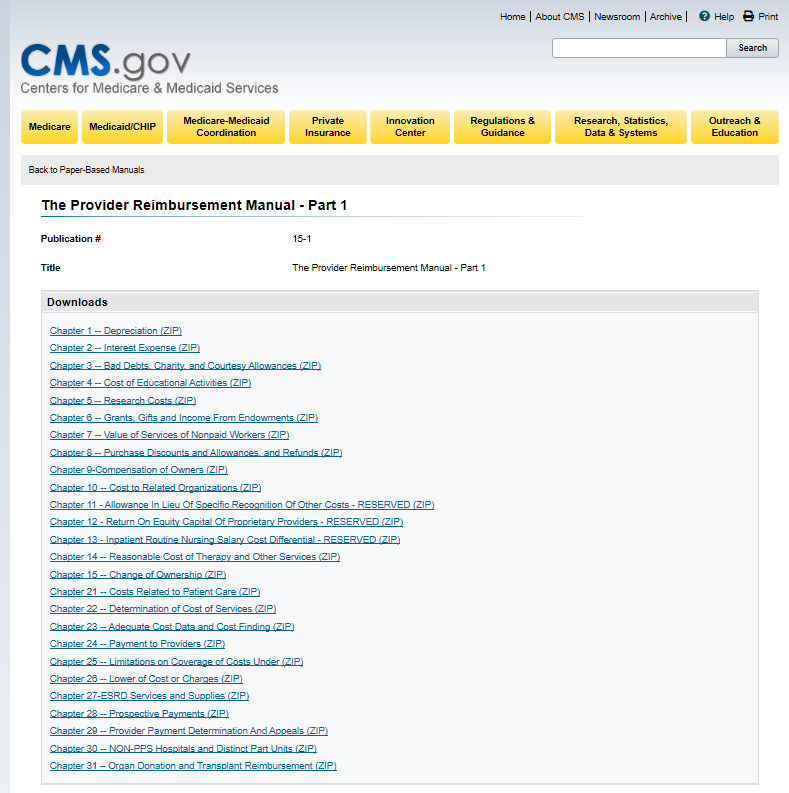 Home | About CMS | Newsroom | Archive | Help Print
Search
CMS.gov
Centers for Medicare & Medicaid Services
Medicare
Medicaid/CHIP
Medicare-Medicaid
Coordination
Private
Insurance
Innovation
Center
Regulations &
Guidance
Research, Statistics,
Data & Systems
Outreach &
Education
Back to Paper-Based Manuals
The Provider Reimbursement Manual - Part 1
Publication # 15-1
Title The Provider Reimbursement Manual - Part 1
Downloads
Chapter 1 -- Depreciation (ZIP)
Chapter 2 -- Interest Expense (ZIP)
Chapter 3 -- Bad Debts, Charity, and Courtesy Allowances (ZIP)
Chapter 4 -- Cost of Educational Activities (ZIP)
Chapter 5 -- Research Costs (ZIP)
Chapter 6 -- Grants, Gifts and Income From Endowments (ZIP)
Chapter 7 -- Value of Services of Nonpaid Workers (ZIP)
Chapter 8 -- Purchase Discounts and Allowances, and Refunds (ZIP)
Chapter 9-Compensation of Owners (ZIP)
Chapter 10 -- Cost to Related Organizations (ZIP)
Chapter 11 - Allowance In Lieu Of Specific Recognition Of Other Costs - RESERVED (ZIP)
Chapter 12 - Return On Equity Capital Of Proprietary Providers - RESERVED (ZIP)
Chapter 13 - Inpatient Routine Nursing Salary Cost Differential - RESERVED (ZIP)
Chapter 14 -- Reasonable Cost of Therapy and Other Services (ZIP)
Chapter 15 -- Change of Ownership (ZIP)
Chapter 21 -- Costs Related to Patient Care (ZIP)
Chapter 22 -- Determination of Cost of Services (ZIP)
Chapter 23 -- Adequate Cost Data and Cost Finding (ZIP)
Chapter 24 -- Payment to Providers (ZIP)
Chapter 25 -- Limitations on Coverage of Costs Under (ZIP)
Chapter 26 -- Lower of Cost or Charges (ZIP)
Chapter 27-ESRD Services and Supplies (ZIP)
Chapter 28 -- Prospective Payments (ZIP)
Chapter 29 -- Provider Payment Determination And Appeals (ZIP)
Chapter 30 -- NON-PPS Hospitals and Distinct Part Units (ZIP)
Chapter 31 – Organ Donation and Transplant Reimbursement (ZIP)